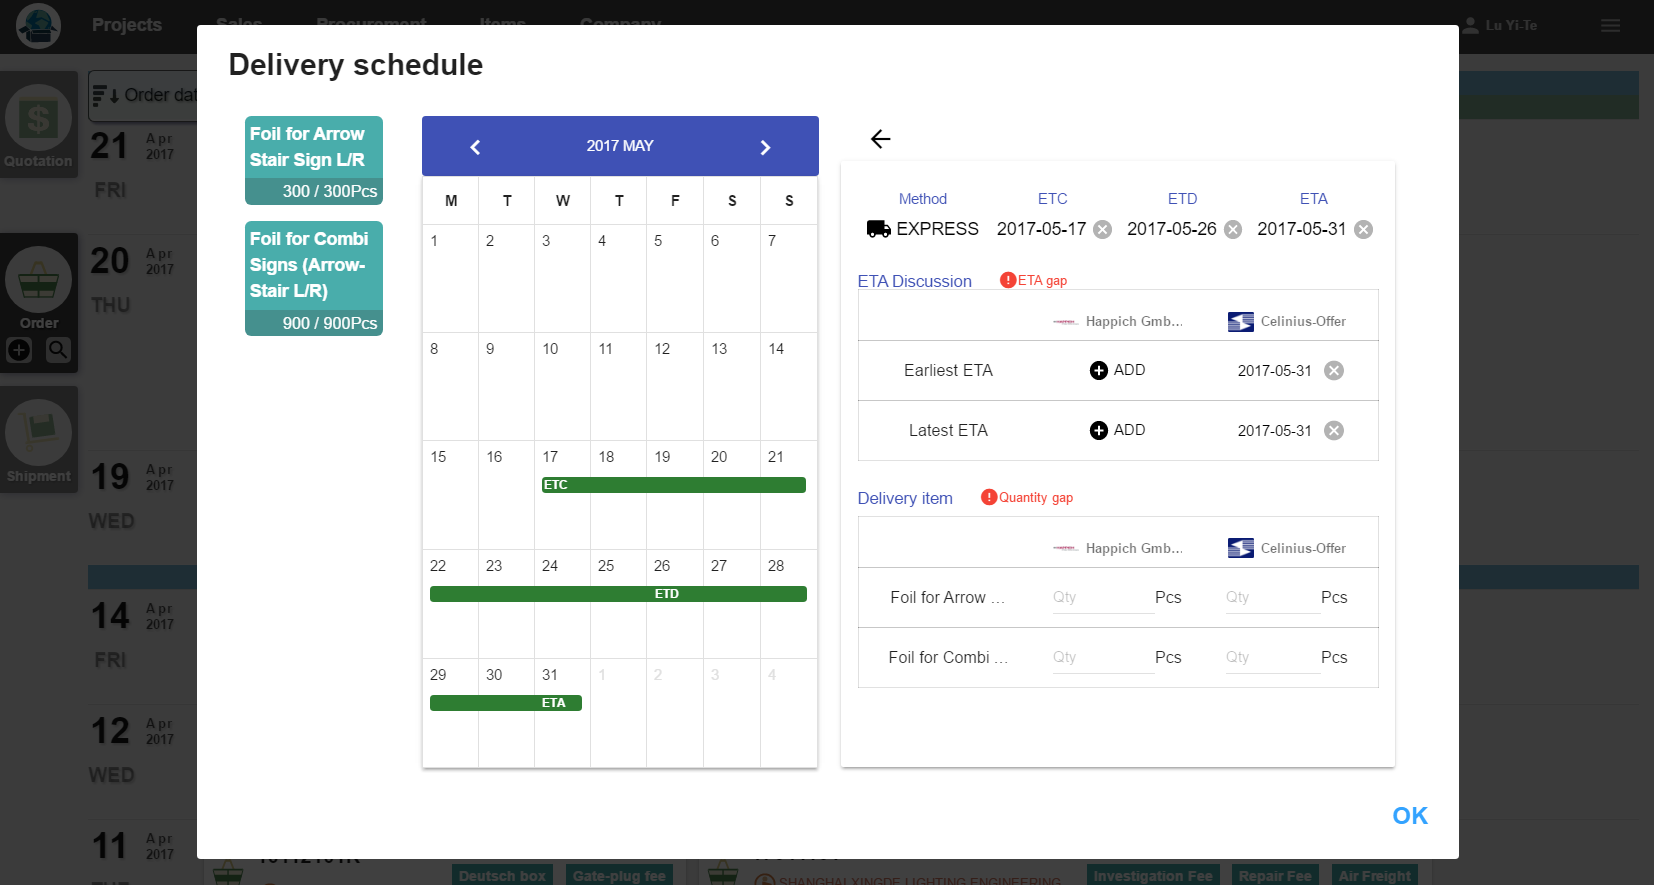 Projects
Sales
Procurement
Items
Company
Lu Yi-Te
Quotation
Order
Shipment
Order dat
21 Apr 2017
FRI
20 Apr 2017
THU
19 Apr 2017
WED
14 Apr 2017
FRI
12 Apr 2017
WED
11 Apr 2017
Delivery schedule
Foil for Arrow
Stair Sign L/R
300 / 300Pcs
Foil for Combi
Signs (Arrow-
Stair L/R)
900 / 900Pcs
2017 MAY
M T W T F S S
1 2 3 4 5 6 7
8 9 10 11 12 13 14
15 16 17 18 19 20 21
ETC
22 23 24 25 26 27 28
ETD
29 30 31 1 2 3 4
ETA
Method ETC ETD ETA
EXPRESS 2017-05-17 2017-05-26 2017-05-31
ETA Discussion ETA gap
Happich Gmb... Celinius-Offer
Earliest ETA ADD 2017-05-31
Latest ETA ADD 2017-05-31
Delivery item Quantity gap
Happich Gmb... Celinius-Offer
Foil for Arrow ... Qty Pcs Qty Pcs
Foil for Combi ... Qty Pcs Qty Pcs
OK
Deutsch box
Gate-plug fee
SHANGHAI XINGDE LIGHTING ENGINEERING
Investigation Fee
Repair Fee
Air Freight